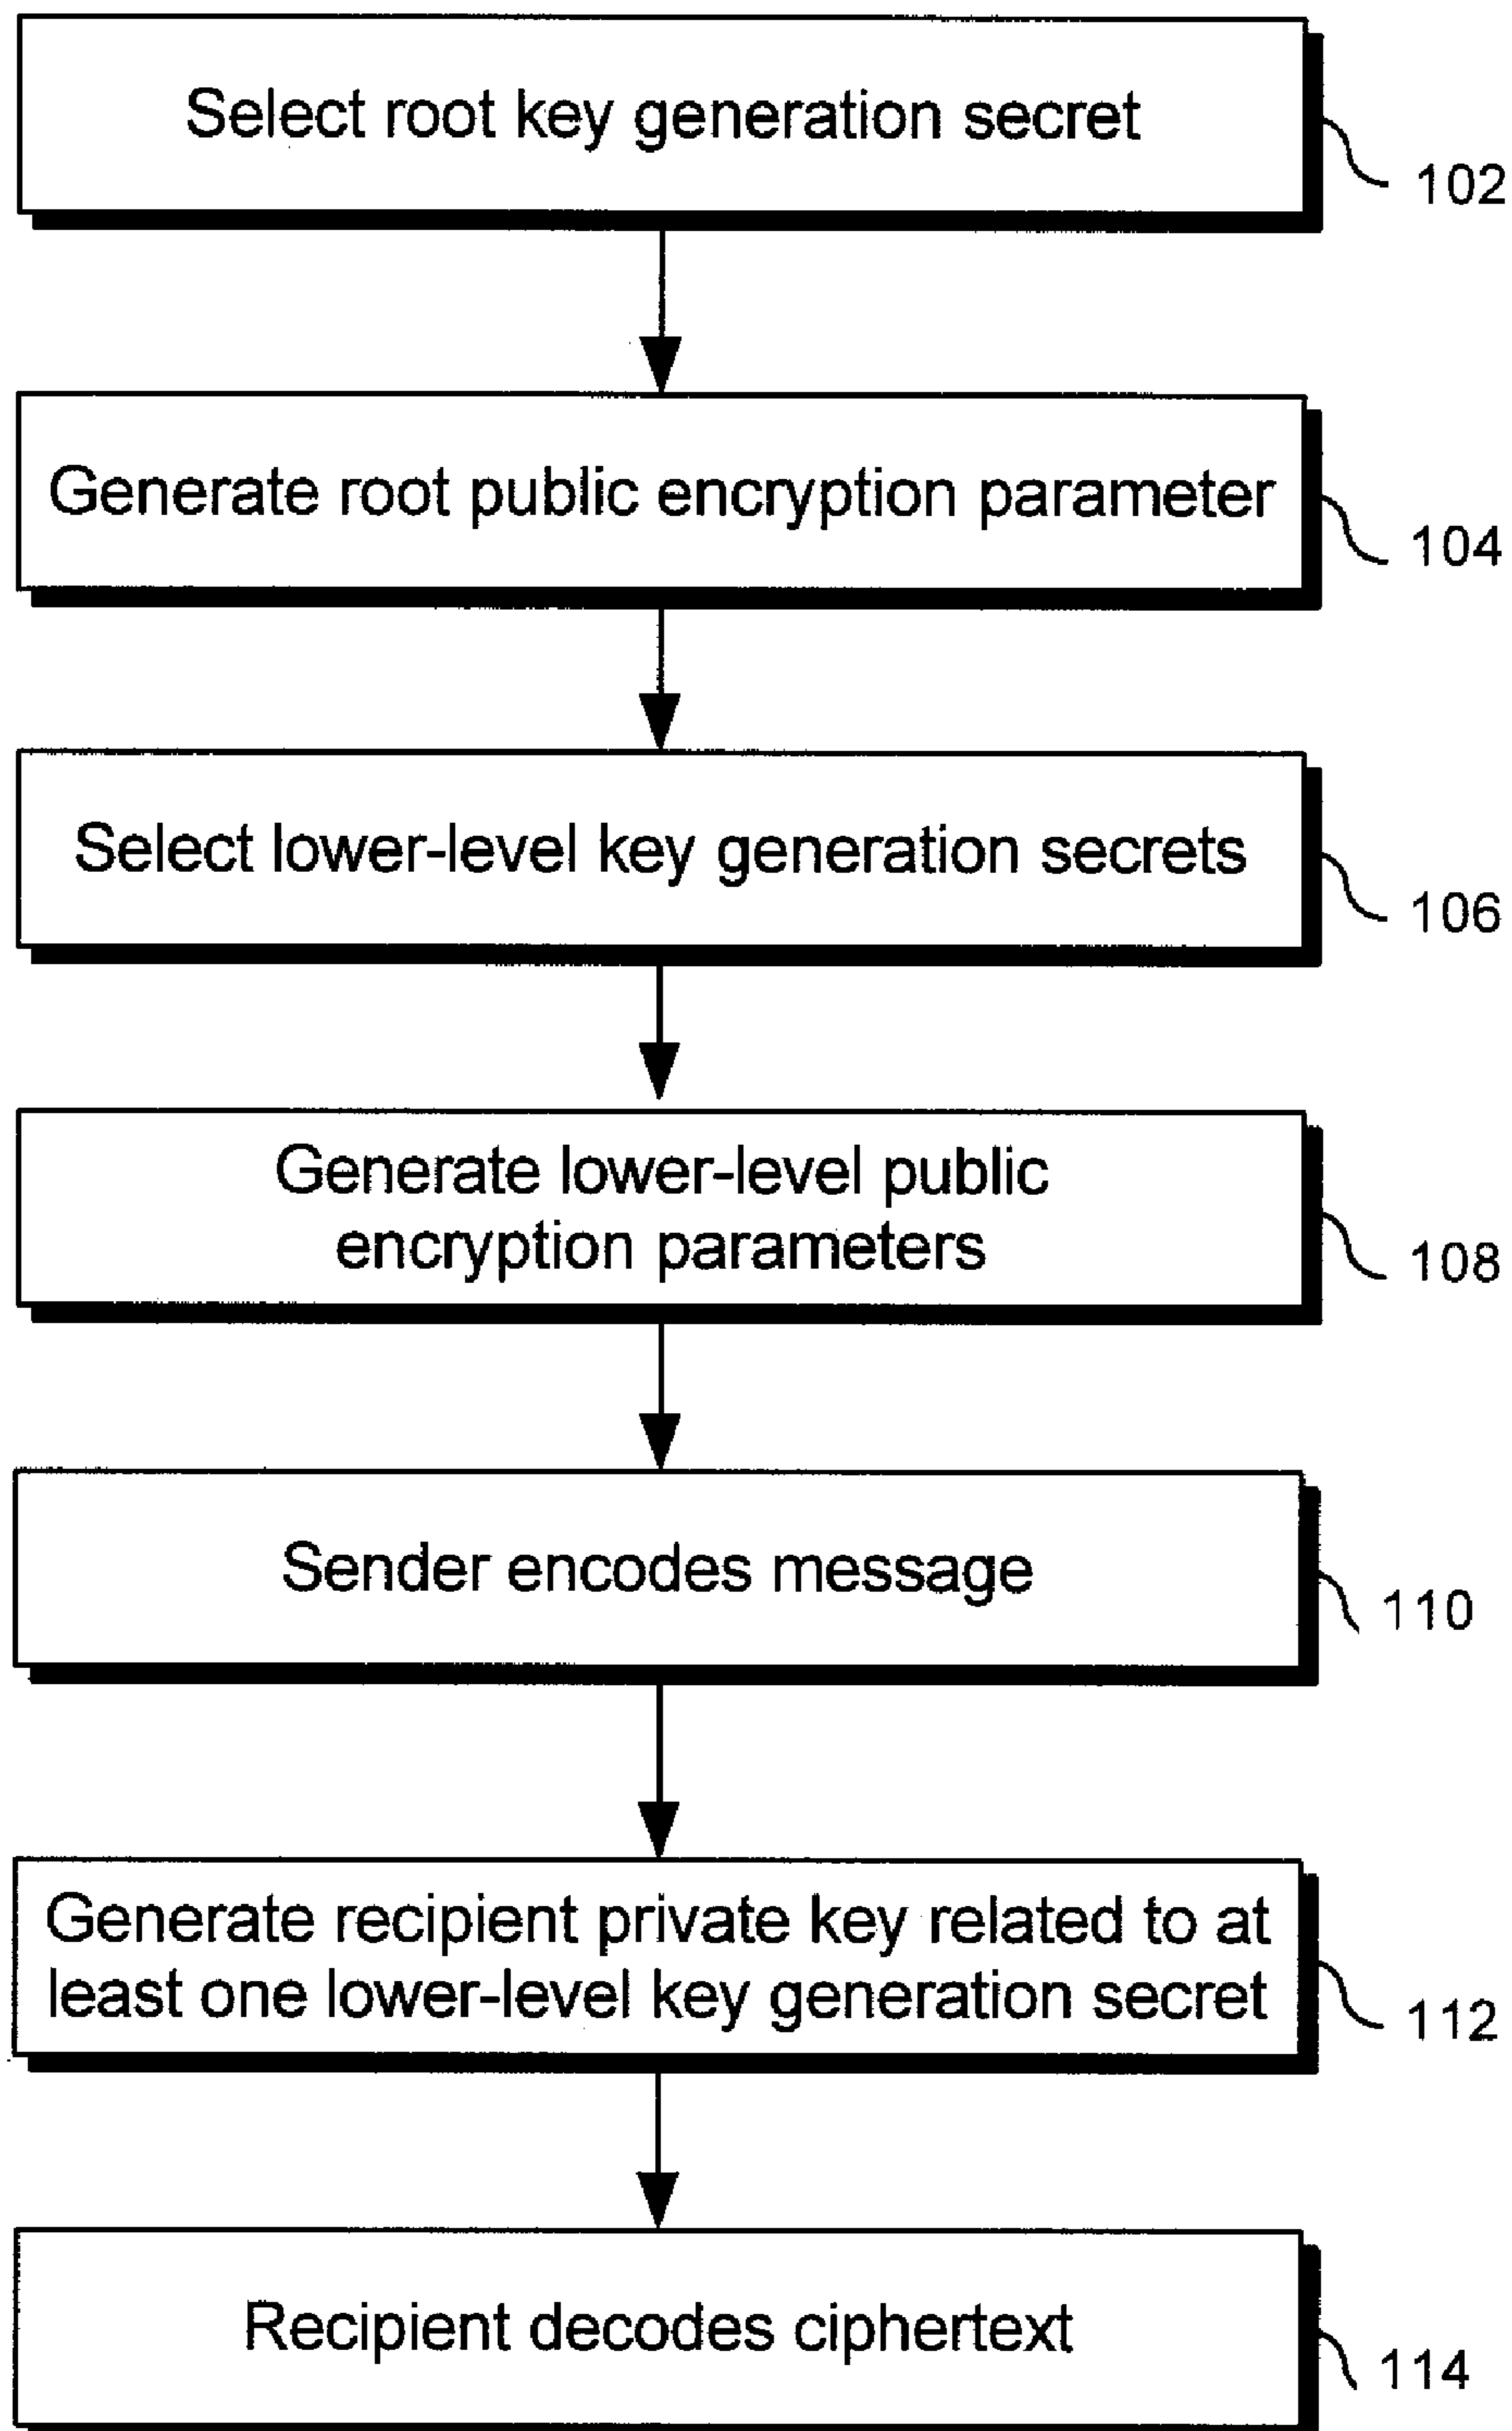 Select root key generation secret
102
Generate root public encryption parameter
104
Select lower-level key generation secrets
106
Generate lower-level public
encryption parameters
108
Sender encodes message
110
Generate recipient private key related to at
least one lower-level key generation secret
112
Recipient decodes ciphertext
114